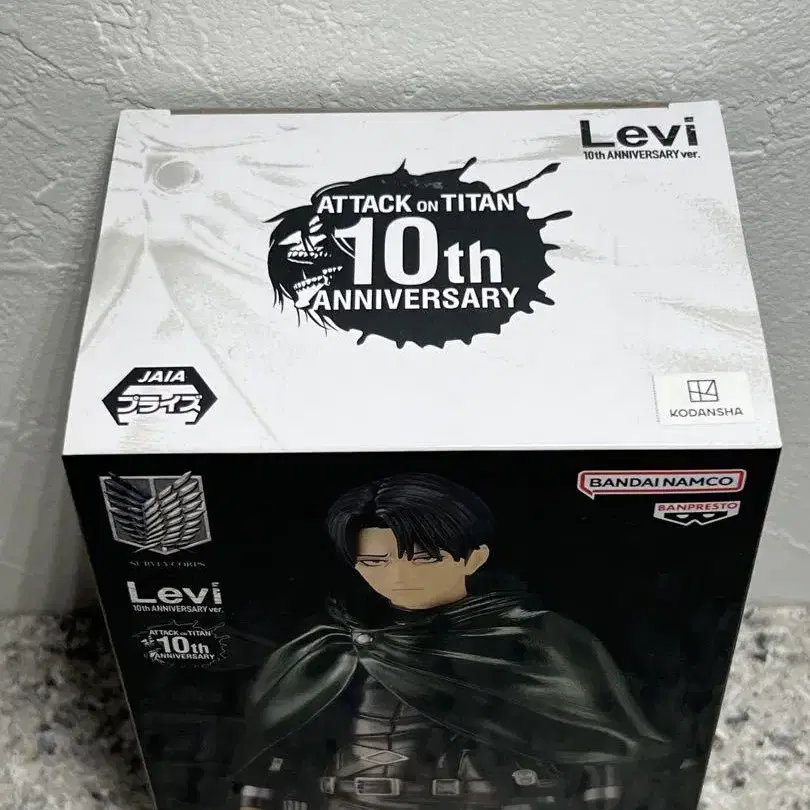 Levi
10th ANNIVERSARY ver.
ATTACK ON TITAN
10th
ANNIVERSARY
JAIA
プライズ
KODANSHA
BANDAI NAMCO
BANPRESTO
SURVEY CORPS
Levi
10th ANNIVERSARY ver.
ATTACK ON TITAN
10th
ANNIVERSARY